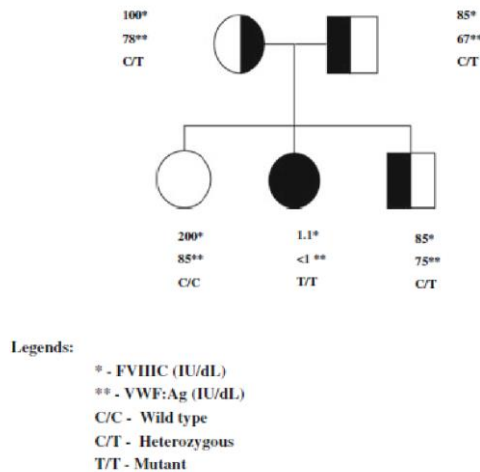 100*
78**
C/T
85*
67**
C/T
200*
85**
C/C
1.1*
<1 **
T/T
85*
75**
C/T
Legends:
* - FVIIIC (IU/dL)
** - VWF:Ag (IU/dL)
C/C - Wild type
C/T - Heterozygous
T/T - Mutant